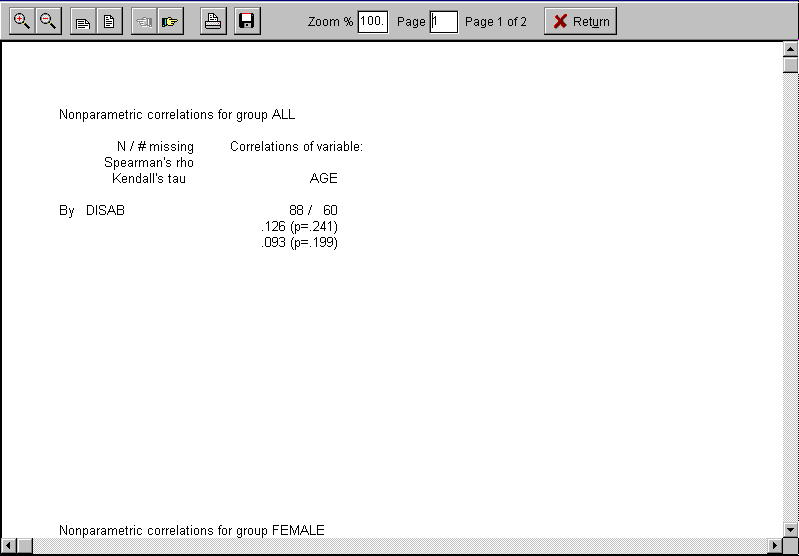 Zoom % 100. Page 1 Page 1 of 2 Return
Nonparametric correlations for group ALL
N / # missing Correlations of variable:
Spearman's rho
Kendall's tau AGE
By DISAB 88 / 60
.126 (p=.241)
.093 (p=.199)
Nonparametric correlations for group FEMALE